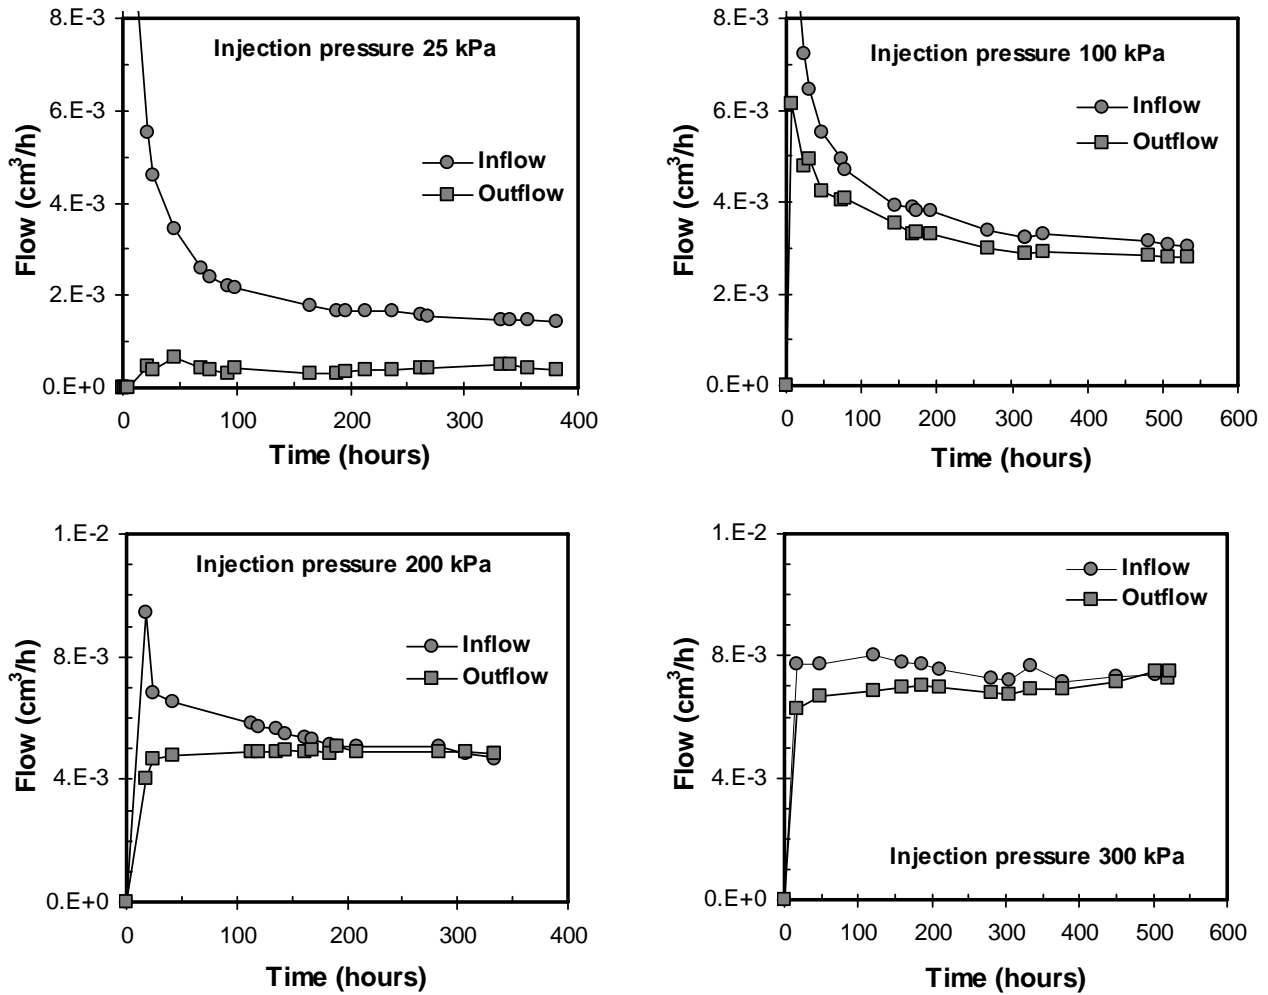 8.E-3
6.E-3
4.E-3
2.E-3
0.E+0
Flow (cm³/h)
Injection pressure 25 kPa
Inflow
Outflow
0 100 200 300 400
Time (hours)
8.E-3
6.E-3
4.E-3
2.E-3
0.E+0
Flow (cm³/h)
Injection pressure 100 kPa
Inflow
Outflow
0 100 200 300 400 500 600
Time (hours)
1.E-2
8.E-3
4.E-3
0.E+0
Flow (cm³/h)
Injection pressure 200 kPa
Inflow
Outflow
0 100 200 300 400
Time (hours)
1.E-2
8.E-3
4.E-3
0.E+0
Flow (cm³/h)
Inflow
Outflow
Injection pressure 300 kPa
0 100 200 300 400 500 600
Time (hours)